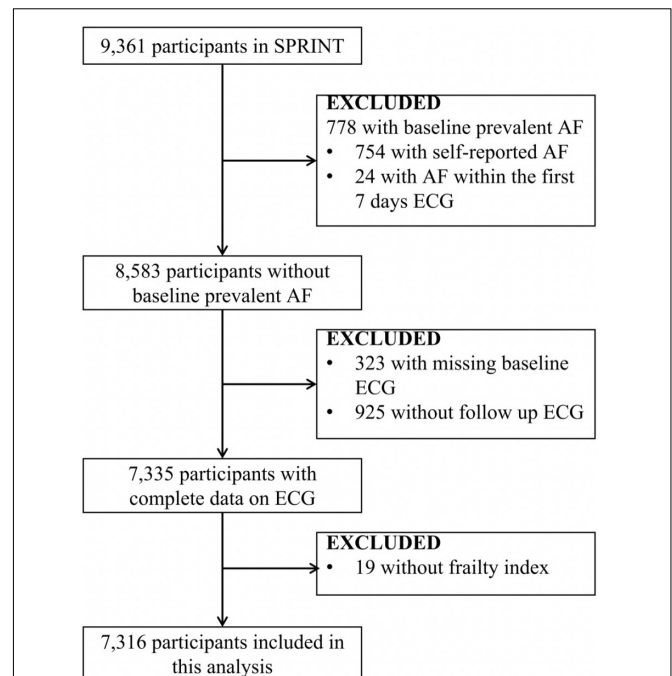 9,361 participants in SPRINT
EXCLUDED
778 with baseline prevalent AF
• 754 with self-reported AF
• 24 with AF within the first
7 days ECG
8,583 participants without
baseline prevalent AF
EXCLUDED
• 323 with missing baseline
ECG
• 925 without follow up ECG
7,335 participants with
complete data on ECG
EXCLUDED
• 19 without frailty index
7,316 participants included in
this analysis